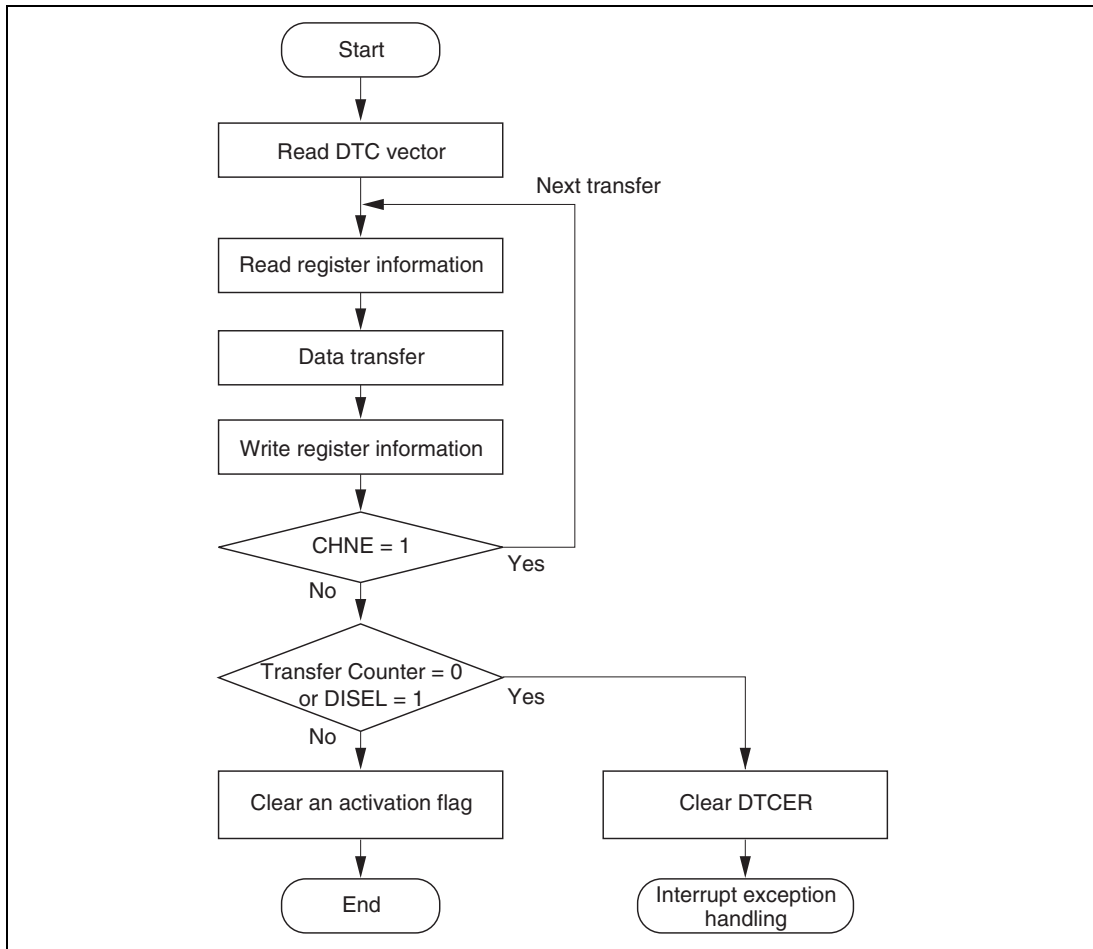 Start
Read DTC vector
Next transfer
Read register information
Data transfer
Write register information
CHNE = 1
Yes
No
Transfer Counter = 0
or DISEL = 1
Yes
No
Clear an activation flag
Clear DTCER
End
Interrupt exception
handling